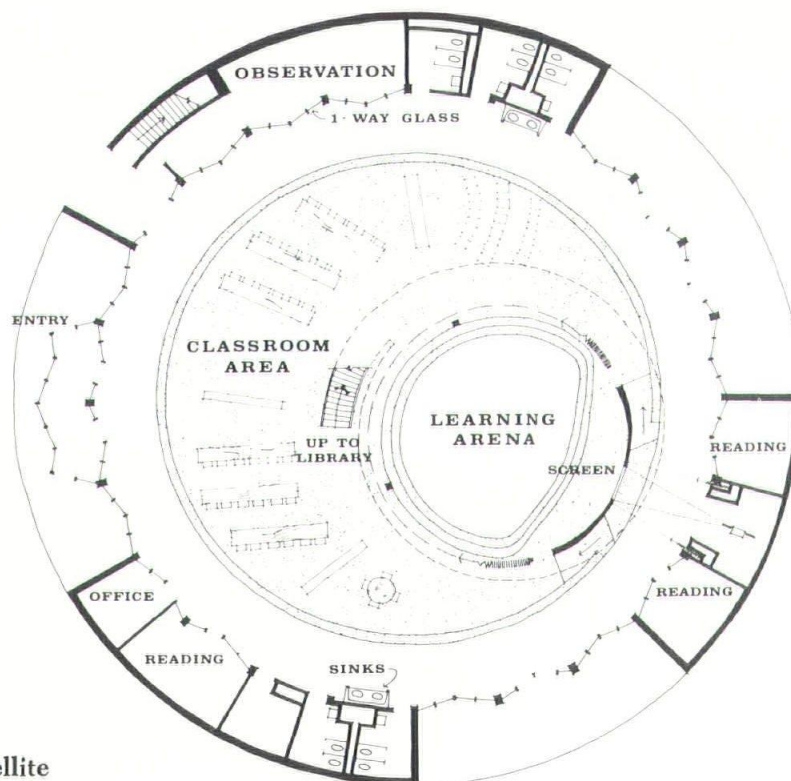 OBSERVATION
1-WAY GLASS
ENTRY
CLASSROOM
AREA
UP TO
LIBRARY
LEARNING
ARENA
SCREEN
READING
READING
OFFICE
READING
SINKS
ellite